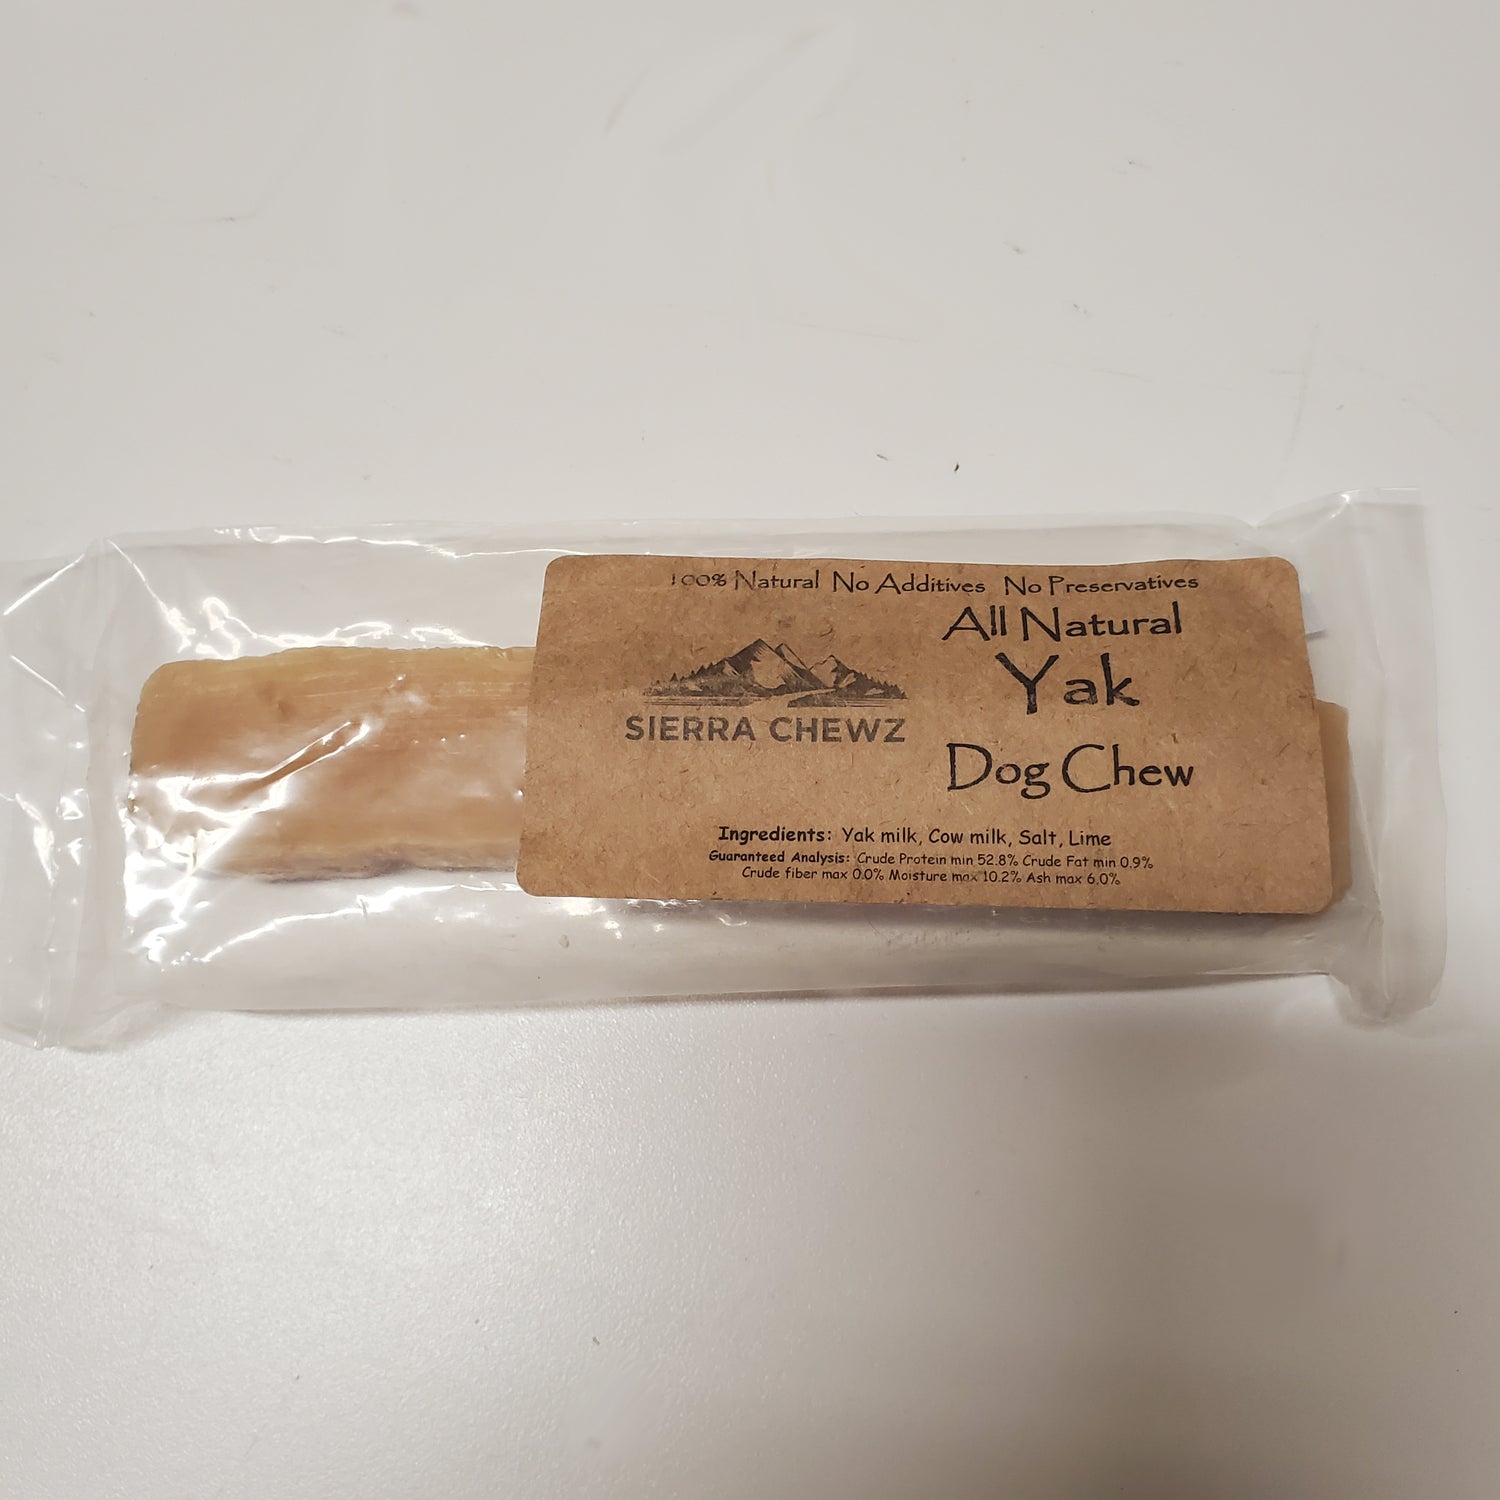 100% Natural No Additives No Preservatives
All Natural
Yak
Dog Chew
SIERRA CHEWZ
Ingredients: Yak milk, Cow milk, Salt, Lime
Guaranteed Analysis: Crude Protein min 52.8% Crude Fat min 0.9%
Crude fiber max 0.0% Moisture max 10.2% Ash max 6.0%